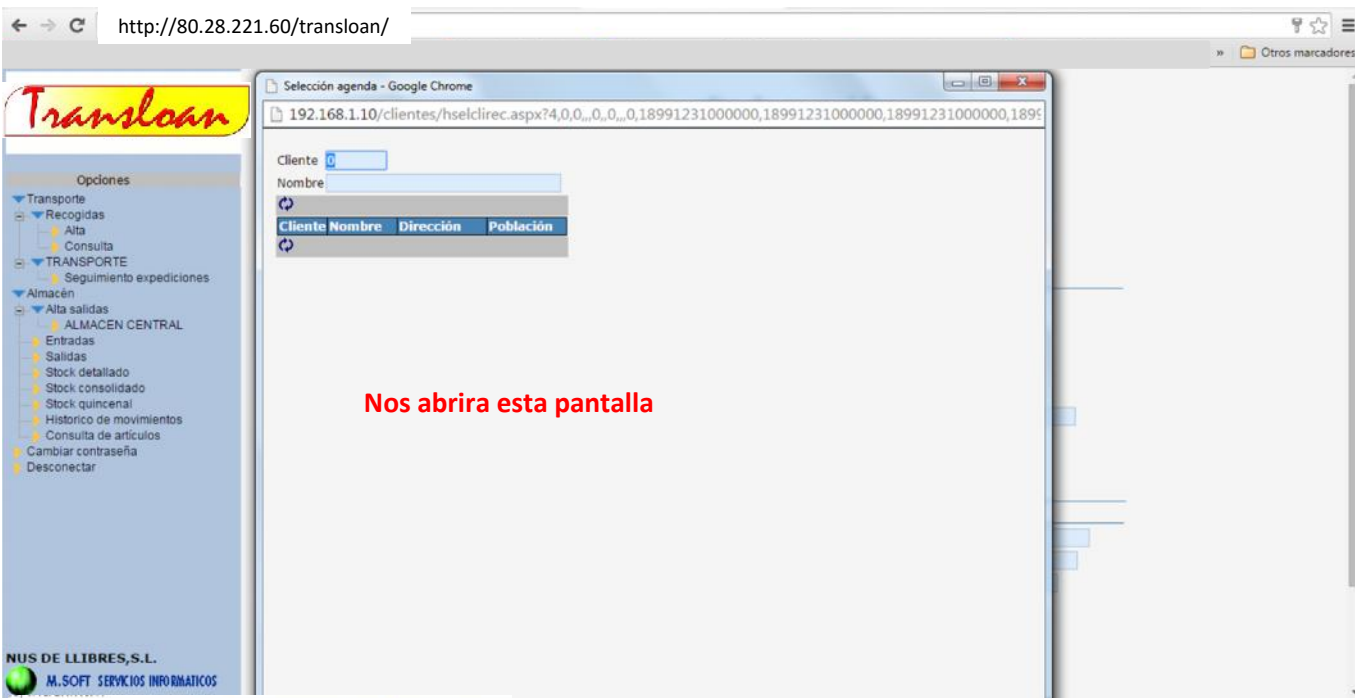 http://80.28.221.60/transloan/
» Otros marcadores
Transloan
Selección agenda - Google Chrome
192.168.1.10/clientes/hselclirec.aspx?4,0,0,,,0,,0,,,0,18991231000000,18991231000000,18991231000000,1899
Cliente 0
Nombre
Cliente Nombre Dirección Población
Opciones
Transporte
Recogidas
Alta
Consulta
TRANSPORTE
Seguimiento expediciones
Almacén
Alta salidas
ALMACEN CENTRAL
Entradas
Salidas
Stock detallado
Stock consolidado
Stock quincenal
Historico de movimientos
Consulta de artículos
Cambiar contraseña
Desconectar
Nos abrira esta pantalla
NUS DE LLIBRES,S.L.
M.SOFT SERVICIOS INFORMATICOS